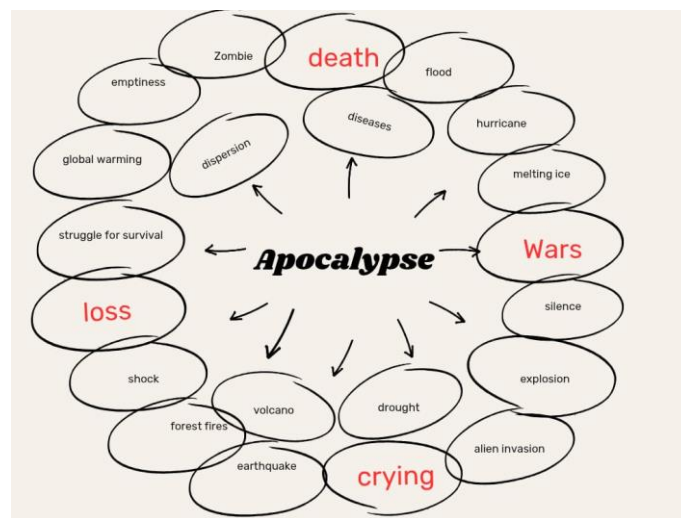 Zombie
death
flood
emptiness
diseases
hurricane
global warming
dispersion
melting ice
struggle for survival
Apocalypse
Wars
loss
silence
shock
volcano
drought
explosion
forest fires
earthquake
crying
alien invasion